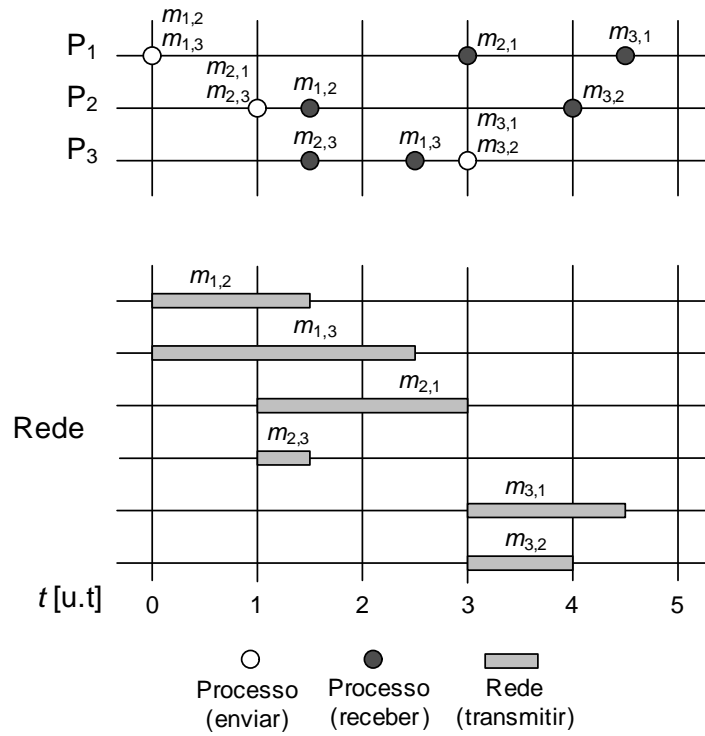 m1,2
P1 m1,3 m2,1 m3,1
m2,1
P2 m2,3 m1,2 m3,2
m3,1
P3 m2,3 m1,3 m3,2
m1,2
m1,3
m2,1
Rede
m2,3
m3,1
m3,2
t [u.t] 0 1 2 3 4 5
Processo (enviar)
Processo (receber)
Rede (transmitir)